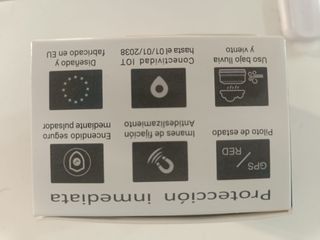 Protección inmediata
Encendido seguro
mediante pulsador
Imanes de fijación
Antideslizamiento
GPS/
RED
Piloto de estado
Diseñado y
fabricado en EU
Conectividad IOT
hasta el 01/01/2038
Uso bajo lluvia
y viento